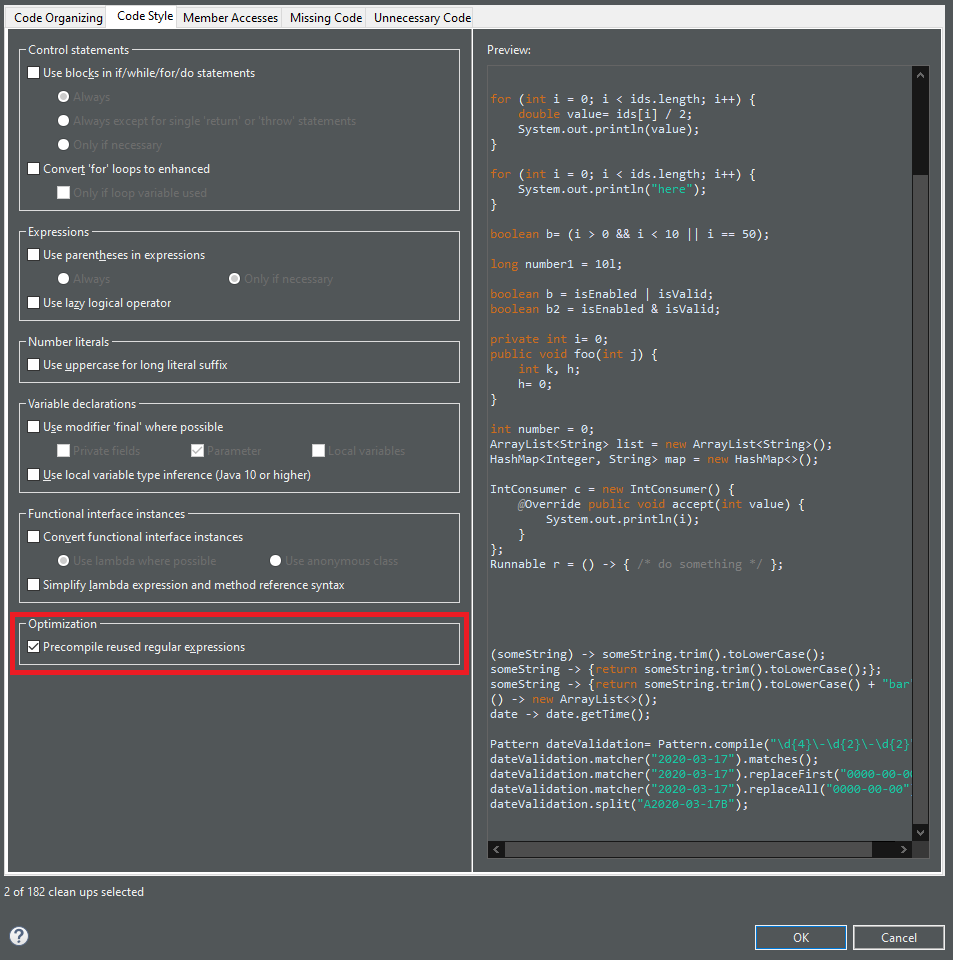 Code Organizing
Code Style
Member Accesses
Missing Code
Unnecessary Code
Control statements
Use blocks in if/while/for/do statements
Always
Always except for single 'return' or 'throw' statements
Only if necessary
Convert 'for' loops to enhanced
Only if loop variable used
Expressions
Use parentheses in expressions
Always
Only if necessary
Use lazy logical operator
Number literals
Use uppercase for long literal suffix
Variable declarations
Use modifier 'final' where possible
Private fields
Parameter
Local variables
Use local variable type inference (Java 10 or higher)
Functional interface instances
Convert functional interface instances
Use lambda where possible
Use anonymous class
Simplify lambda expression and method reference syntax
Optimization
Precompile reused regular expressions
Preview:
for (int i = 0; i < ids.length; i++) {
    double value= ids[i] / 2;
    System.out.println(value);
}
for (int i = 0; i < ids.length; i++) {
    System.out.println("here");
}
boolean b= (i > 0 && i < 10 || i == 50);
long number1 = 10l;
boolean b = isEnabled | isValid;
boolean b2 = isEnabled & isValid;
private int i= 0;
public void foo(int j) {
    int k, h;
    h= 0;
}
int number = 0;
ArrayList<String> list = new ArrayList<String>();
HashMap<Integer, String> map = new HashMap<>();
IntConsumer c = new IntConsumer() {
    @Override public void accept(int value) {
        System.out.println(i);
    }
};
Runnable r = () -> { /* do something */ };
(someString) -> someString.trim().toLowerCase();
someString -> {return someString.trim().toLowerCase();};
someString -> {return someString.trim().toLowerCase() + "bar"
() -> new ArrayList<>();
date -> date.getTime();
Pattern dateValidation= Pattern.compile("\d{4}\-\d{2}\-\d{2}"
dateValidation.matcher("2020-03-17").matches();
dateValidation.matcher("2020-03-17").replaceFirst("0000-00-00
dateValidation.matcher("2020-03-17").replaceAll("0000-00-00"
dateValidation.split("A2020-03-17B");
2 of 182 clean ups selected
?
OK
Cancel